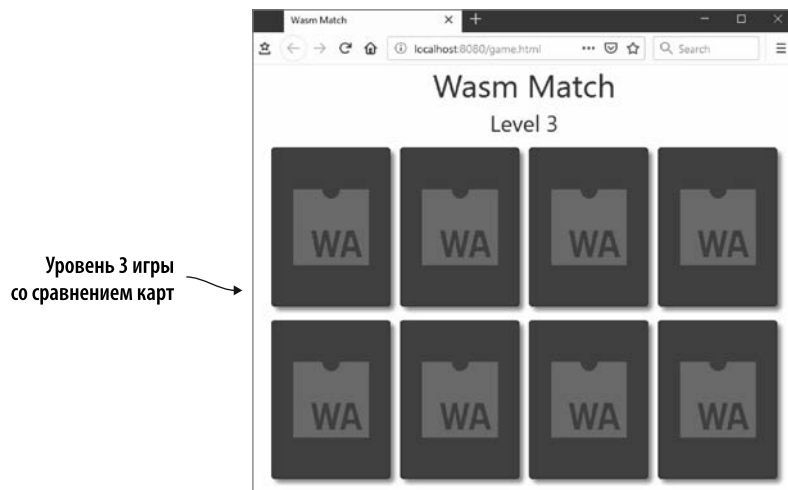 Wasm Match
localhost:8080/game.html
Search
Wasm Match
Level 3
WA WA WA WA
Уровень 3 игры
со сравнением карт
WA WA WA WA